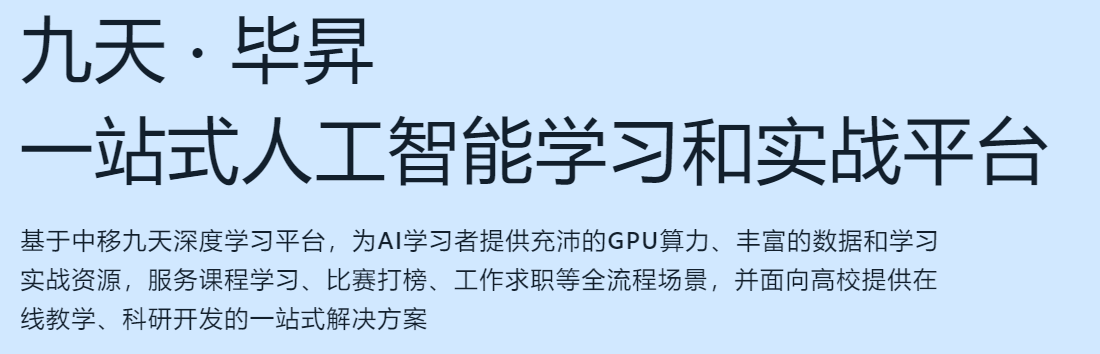 九天 · 毕昇
一站式人工智能学习和实战平台
基于中移九天深度学习平台，为AI学习者提供充沛的GPU算力、丰富的数据和学习
实战资源，服务课程学习、比赛打榜、工作求职等全流程场景，并面向高校提供在
线教学、科研开发的一站式解决方案